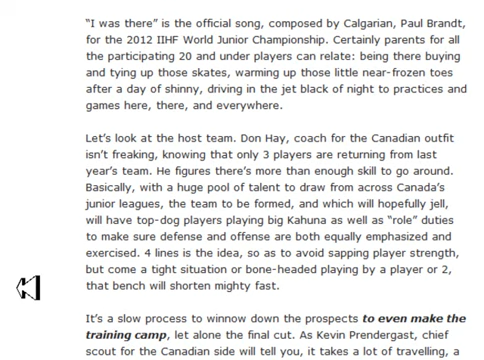 “I was there” is the official song, composed by Calgarian, Paul Brandt,
for the 2012 IIHF World Junior Championship. Certainly parents for all
the participating 20 and under players can relate: being there buying
and tying up those skates, warming up those little near-frozen toes
after a day of shinny, driving in the jet black of night to practices and
games here, there, and everywhere.
Let’s look at the host team. Don Hay, coach for the Canadian outfit
isn’t freaking, knowing that only 3 players are returning from last
year’s team. He figures there’s more than enough skill to go around.
Basically, with a huge pool of talent to draw from across Canada’s
junior leagues, the team to be formed, and which will hopefully jell,
will have top-dog players playing big Kahuna as well as “role” duties
to make sure defense and offense are both equally emphasized and
exercised. 4 lines is the idea, so as to avoid sapping player strength,
but come a tight situation or bone-headed playing by a player or 2,
that bench will shorten mighty fast.
It’s a slow process to winnow down the prospects to even make the
training camp, let alone the final cut. As Kevin Prendergast, chief
scout for the Canadian side will tell you, it takes a lot of travelling, a